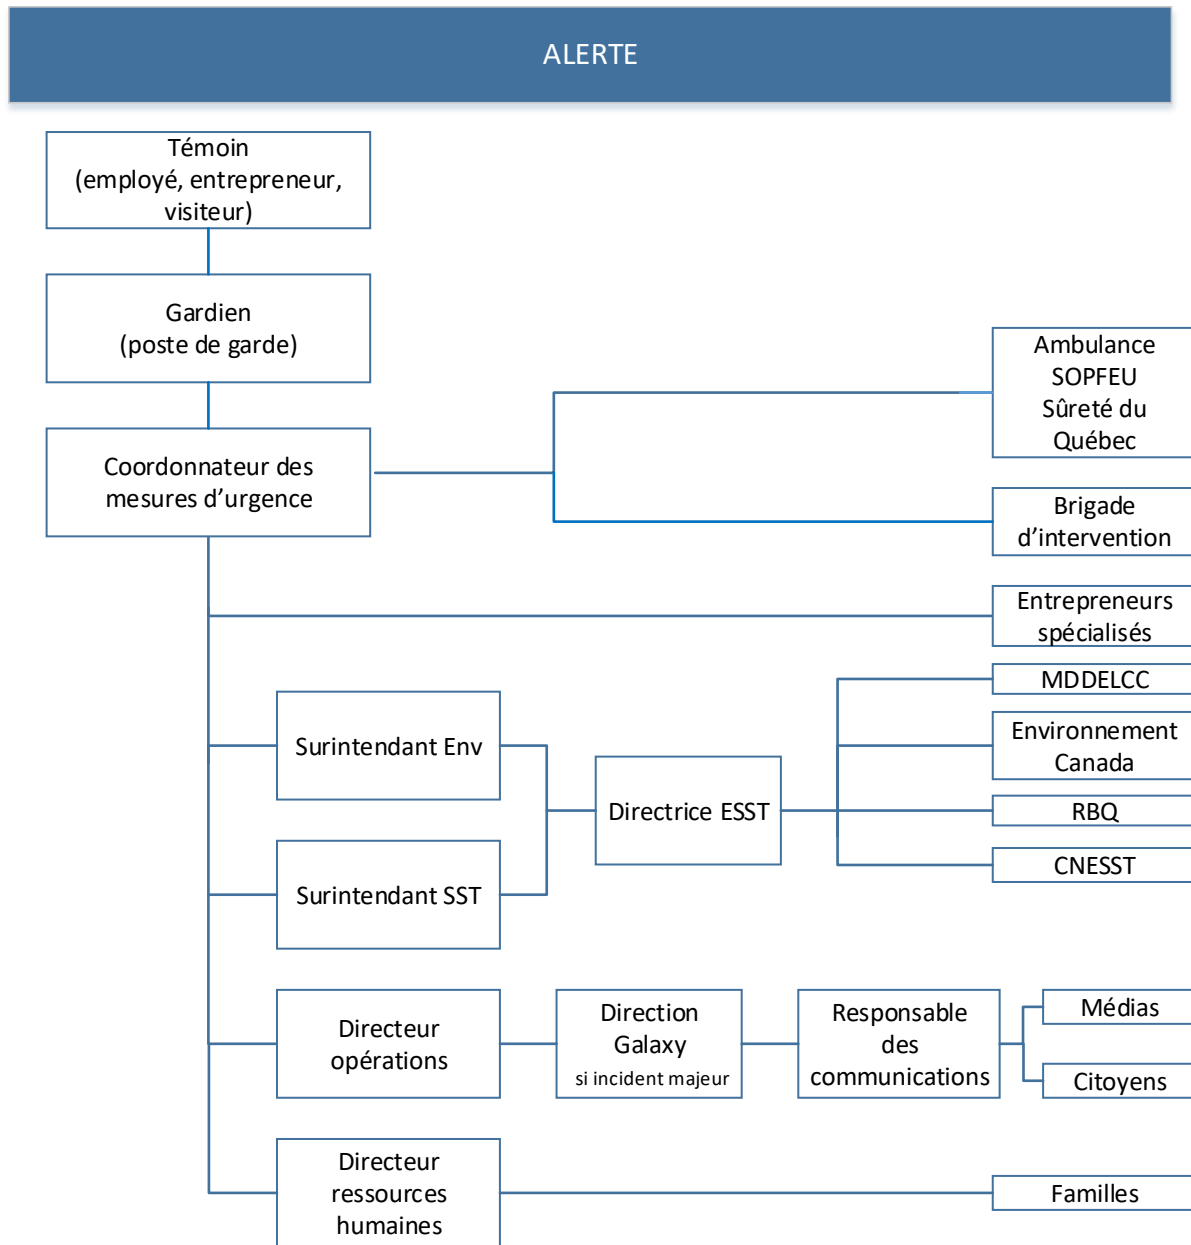 ALERTE
Témoin
(employé, entrepreneur,
visiteur)
Gardien
(poste de garde)
Coordonnateur des
mesures d’urgence
Ambulance
SOPFEU
Sûreté du
Québec
Brigade
d’intervention
Entrepreneurs
spécialisés
MDDELCC
Environnement
Canada
RBQ
CNESST
Surintendant Env
Directrice ESST
Surintendant SST
Directeur
opérations
Direction
Galaxy
si incident majeur
Responsable
des
communications
Médias
Citoyens
Directeur
ressources
humaines
Familles